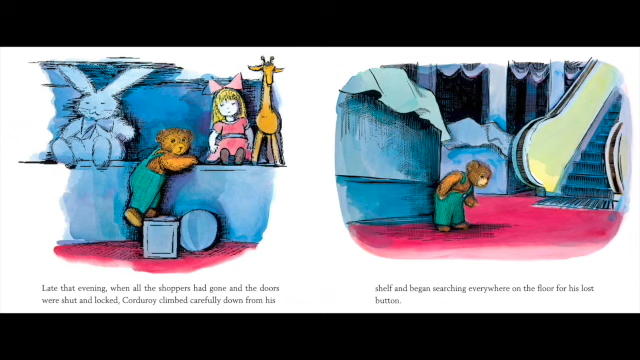 Late that evening, when all the shoppers had gone and the doors
were shut and locked, Corduroy climbed carefully down from his
shelf and began searching everywhere on the floor for his lost
button.